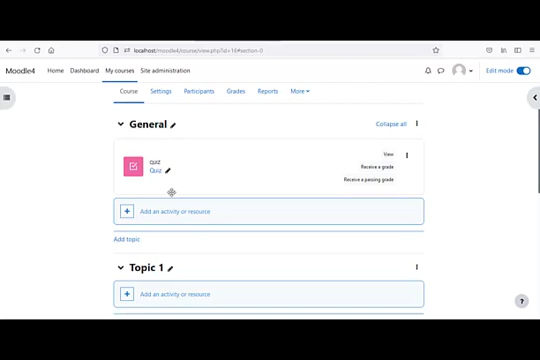 localhost/moodle4/course/view.php?id=16#section-0
Moodle4 Home Dashboard My courses Site administration Edit mode
Course Settings Participants Grades Reports More
General Collapse all
QUIZ
Quiz
View
Receive a grade
Receive a passing grade
Add an activity or resource
Add topic
Topic 1
Add an activity or resource
?